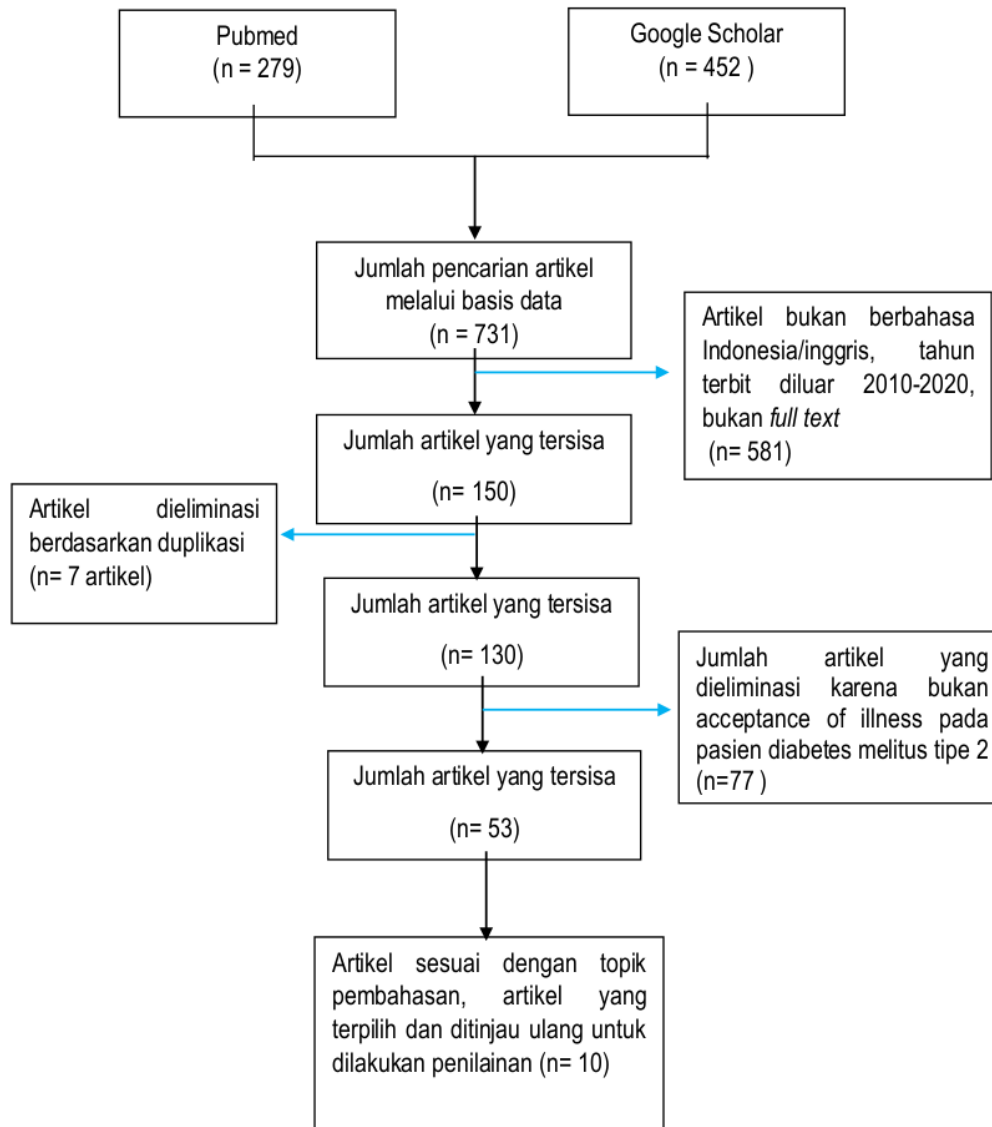 Pubmed
(n = 279)
Google Scholar
(n = 452 )
Jumlah pencarian artikel
melalui basis data
(n = 731)
Artikel bukan berbahasa
Indonesia/inggris, tahun
terbit diluar 2010-2020,
bukan full text
(n= 581)
Jumlah artikel yang tersisa
(n= 150)
Artikel dieliminasi
berdasarkan duplikasi
(n= 7 artikel)
Jumlah artikel yang tersisa
(n= 130)
Jumlah artikel yang
dieliminasi karena bukan
acceptance of illness pada
pasien diabetes melitus tipe 2
(n=77 )
Jumlah artikel yang tersisa
(n= 53)
Artikel sesuai dengan topik
pembahasan, artikel yang
terpilih dan ditinjau ulang untuk
dilakukan penilainan (n= 10)